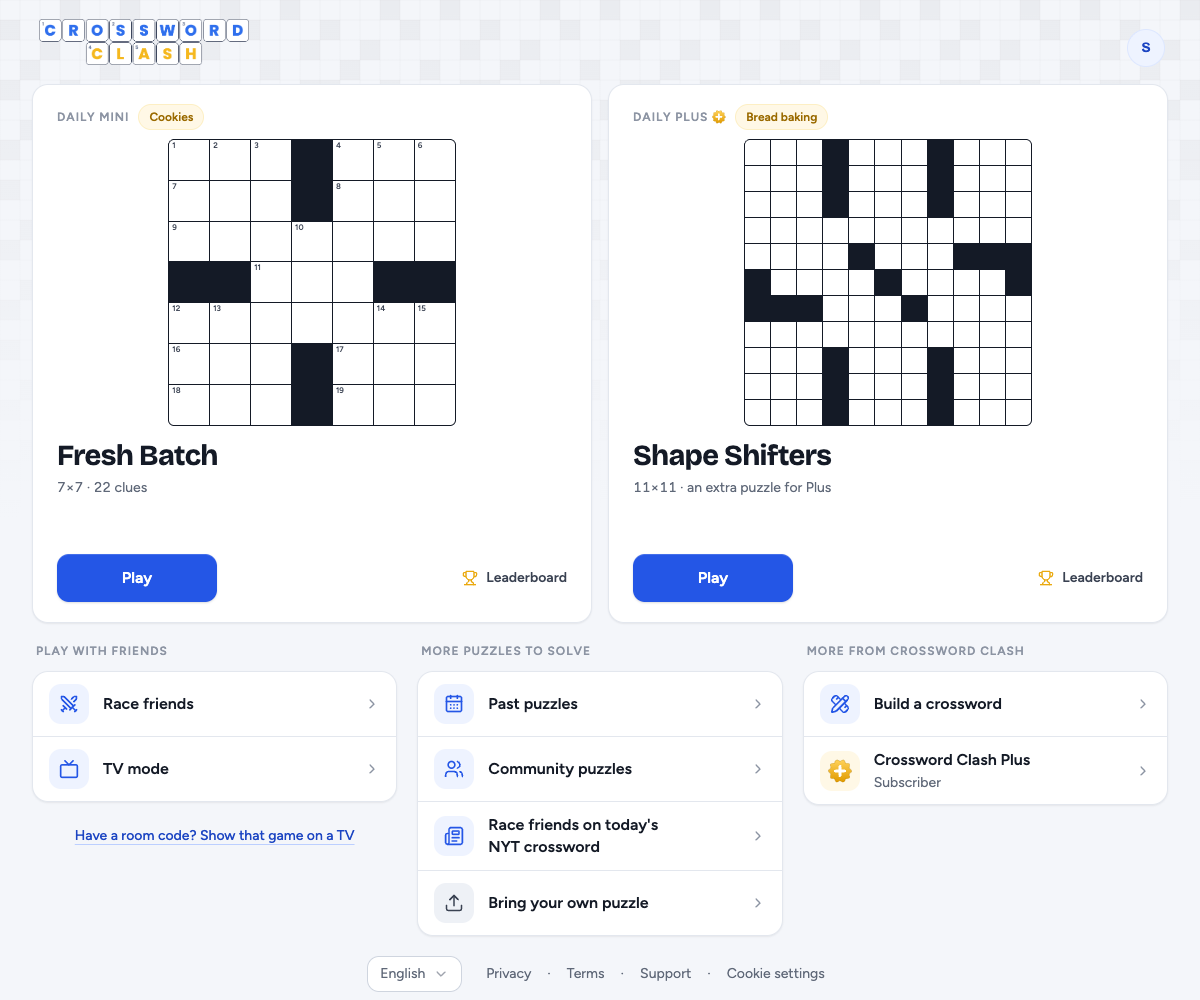 CROSSWORD
CLASH
S
DAILY MINI
Cookies
1 2 3 4 5 6
7 8
9 10
11
12 13 14 15
16 17
18 19
Fresh Batch
7×7 · 22 clues
Play
Leaderboard
DAILY PLUS
Bread baking
Shape Shifters
11×11 · an extra puzzle for Plus
Play
Leaderboard
PLAY WITH FRIENDS
Race friends
TV mode
Have a room code? Show that game on a TV
MORE PUZZLES TO SOLVE
Past puzzles
Community puzzles
Race friends on today's
NYT crossword
Bring your own puzzle
MORE FROM CROSSWORD CLASH
Build a crossword
Crossword Clash Plus
Subscriber
English
Privacy · Terms · Support · Cookie settings